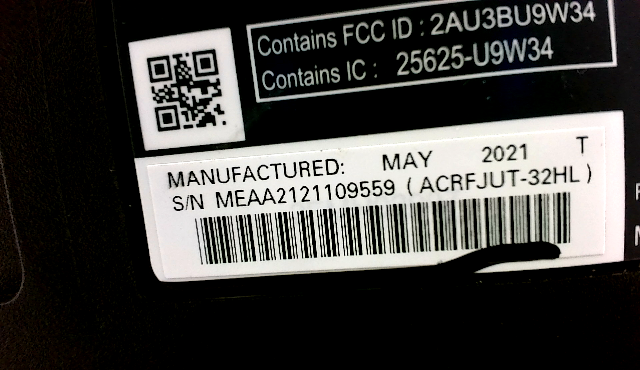 Contains FCC ID : 2AU3BU9W34
Contains IC : 25625-U9W34
MANUFACTURED: MAY 2021 T
S/N MEAA2121109559 ( ACRFJUT-32HL )